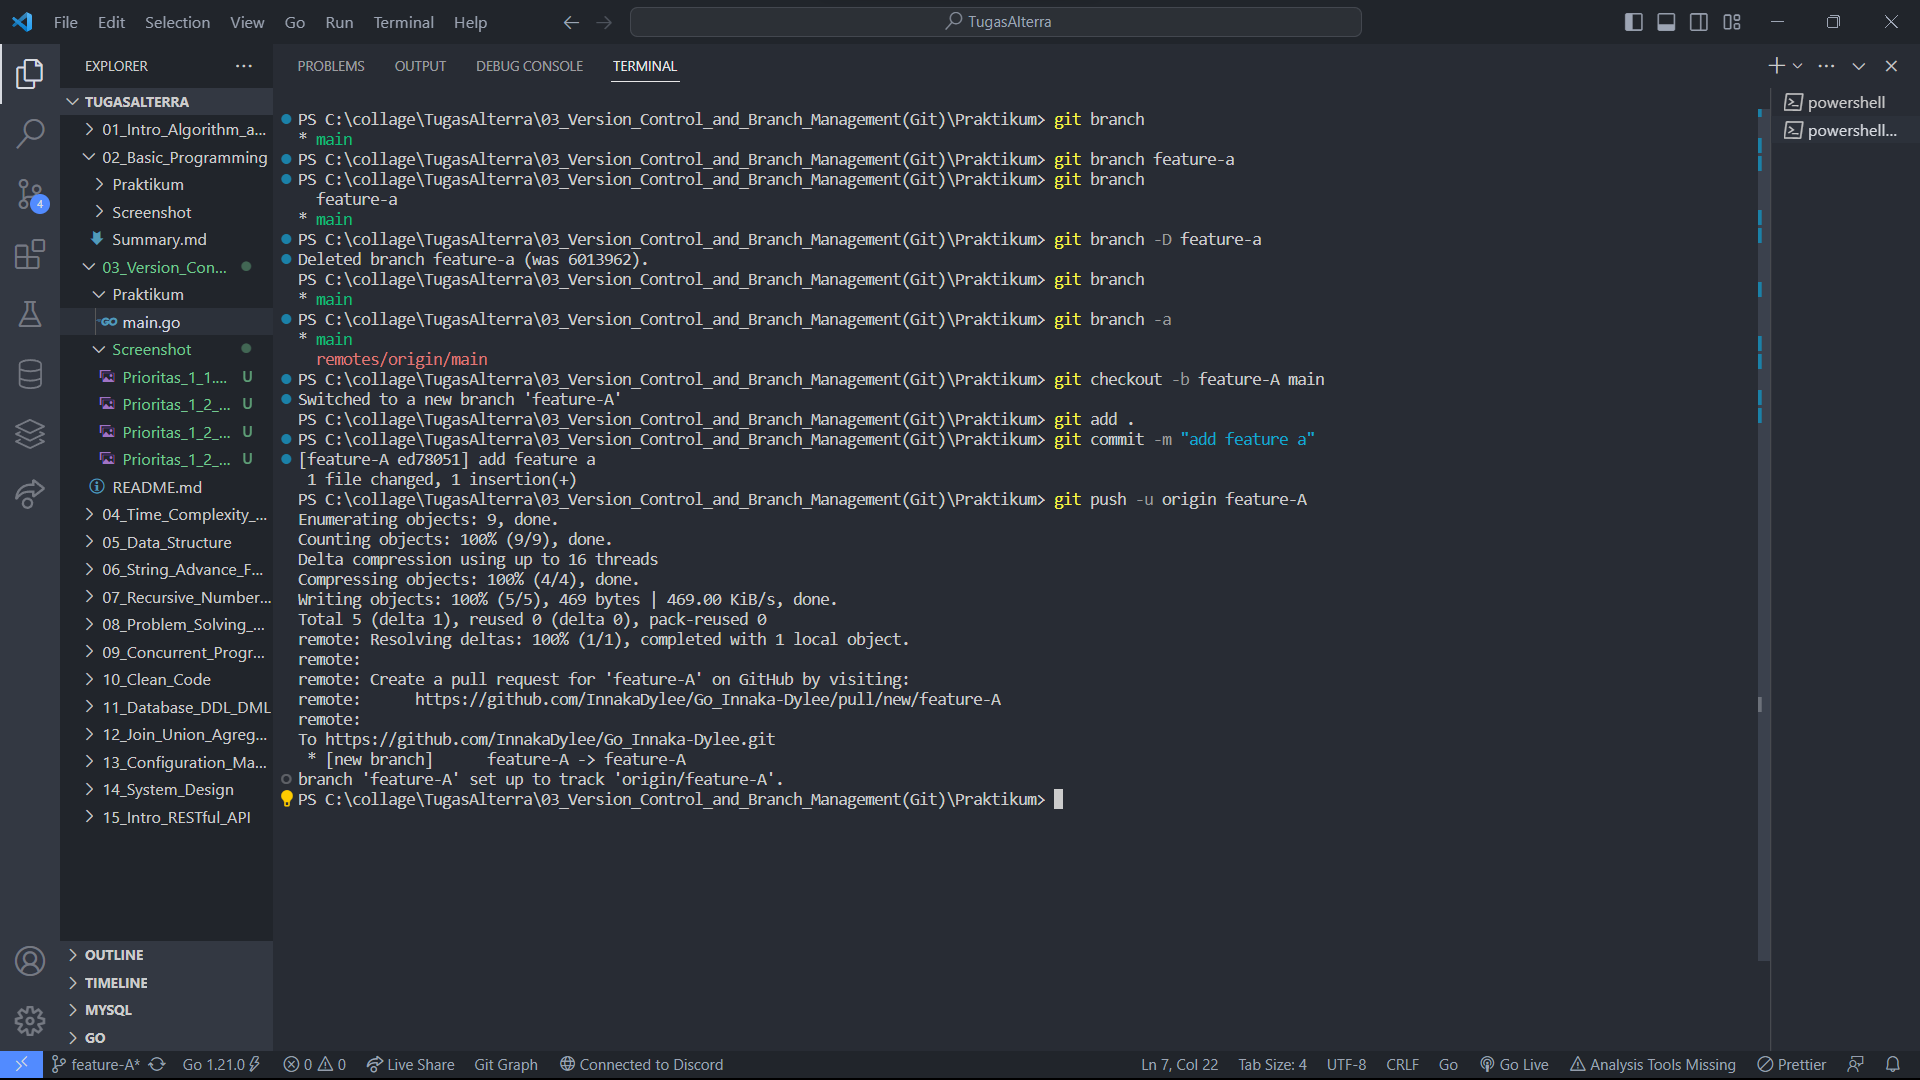 File Edit Selection View Go Run Terminal Help
TugasAlterra
EXPLORER
TUGASALTERRA
01_Intro_Algorithm_a...
02_Basic_Programming
Praktikum
Screenshot
Summary.md
03_Version_Con...
Praktikum
main.go
Screenshot
Prioritas_1_1.... U
Prioritas_1_2_... U
Prioritas_1_2_... U
Prioritas_1_2_... U
README.md
04_Time_Complexity_...
05_Data_Structure
06_String_Advance_F...
07_Recursive_Number...
08_Problem_Solving_...
09_Concurrent_Progr...
10_Clean_Code
11_Database_DDL_DML
12_Join_Union_Agreg...
13_Configuration_Ma...
14_System_Design
15_Intro_RESTful_API
OUTLINE
TIMELINE
MYSQL
GO
4
PROBLEMS OUTPUT DEBUG CONSOLE TERMINAL
PS C:\collage\TugasAlterra\03_Version_Control_and_Branch_Management(Git)\Praktikum> git branch
* main
PS C:\collage\TugasAlterra\03_Version_Control_and_Branch_Management(Git)\Praktikum> git branch feature-a
PS C:\collage\TugasAlterra\03_Version_Control_and_Branch_Management(Git)\Praktikum> git branch
feature-a
* main
PS C:\collage\TugasAlterra\03_Version_Control_and_Branch_Management(Git)\Praktikum> git branch -D feature-a
Deleted branch feature-a (was 6013962).
PS C:\collage\TugasAlterra\03_Version_Control_and_Branch_Management(Git)\Praktikum> git branch
* main
PS C:\collage\TugasAlterra\03_Version_Control_and_Branch_Management(Git)\Praktikum> git branch -a
* main
remotes/origin/main
PS C:\collage\TugasAlterra\03_Version_Control_and_Branch_Management(Git)\Praktikum> git checkout -b feature-A main
Switched to a new branch 'feature-A'
PS C:\collage\TugasAlterra\03_Version_Control_and_Branch_Management(Git)\Praktikum> git add .
PS C:\collage\TugasAlterra\03_Version_Control_and_Branch_Management(Git)\Praktikum> git commit -m "add feature a"
[feature-A ed78051] add feature a
1 file changed, 1 insertion(+)
PS C:\collage\TugasAlterra\03_Version_Control_and_Branch_Management(Git)\Praktikum> git push -u origin feature-A
Enumerating objects: 9, done.
Counting objects: 100% (9/9), done.
Delta compression using up to 16 threads
Compressing objects: 100% (4/4), done.
Writing objects: 100% (5/5), 469 bytes | 469.00 KiB/s, done.
Total 5 (delta 1), reused 0 (delta 0), pack-reused 0
remote: Resolving deltas: 100% (1/1), completed with 1 local object.
remote:
remote: Create a pull request for 'feature-A' on GitHub by visiting:
remote:      https://github.com/InnakaDylee/Go_Innaka-Dylee/pull/new/feature-A
remote:
To https://github.com/InnakaDylee/Go_Innaka-Dylee.git
* [new branch]      feature-A -> feature-A
branch 'feature-A' set up to track 'origin/feature-A'.
PS C:\collage\TugasAlterra\03_Version_Control_and_Branch_Management(Git)\Praktikum>
powershell
powershell...
feature-A* Go 1.21.0 0 0 Live Share Git Graph Connected to Discord Ln 7, Col 22 Tab Size: 4 UTF-8 CRLF Go Go Live Analysis Tools Missing Prettier